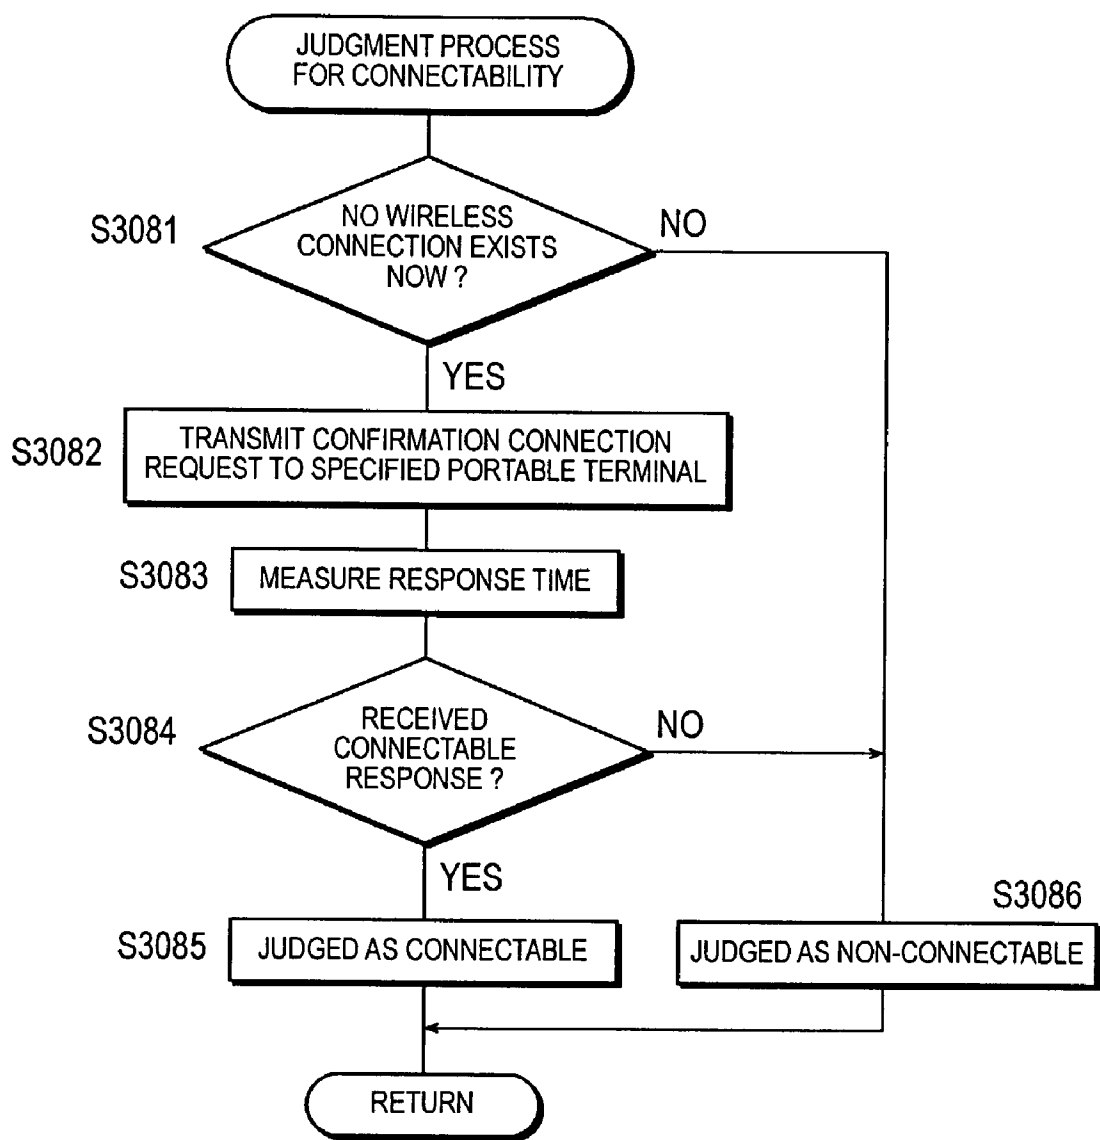 JUDGMENT PROCESS
FOR CONNECTABILITY
S3081
NO WIRELESS
CONNECTION EXISTS
NOW ?
NO
YES
S3082
TRANSMIT CONFIRMATION CONNECTION
REQUEST TO SPECIFIED PORTABLE TERMINAL
S3083
MEASURE RESPONSE TIME
S3084
RECEIVED
CONNECTABLE
RESPONSE ?
NO
YES
S3085
JUDGED AS CONNECTABLE
S3086
JUDGED AS NON-CONNECTABLE
RETURN